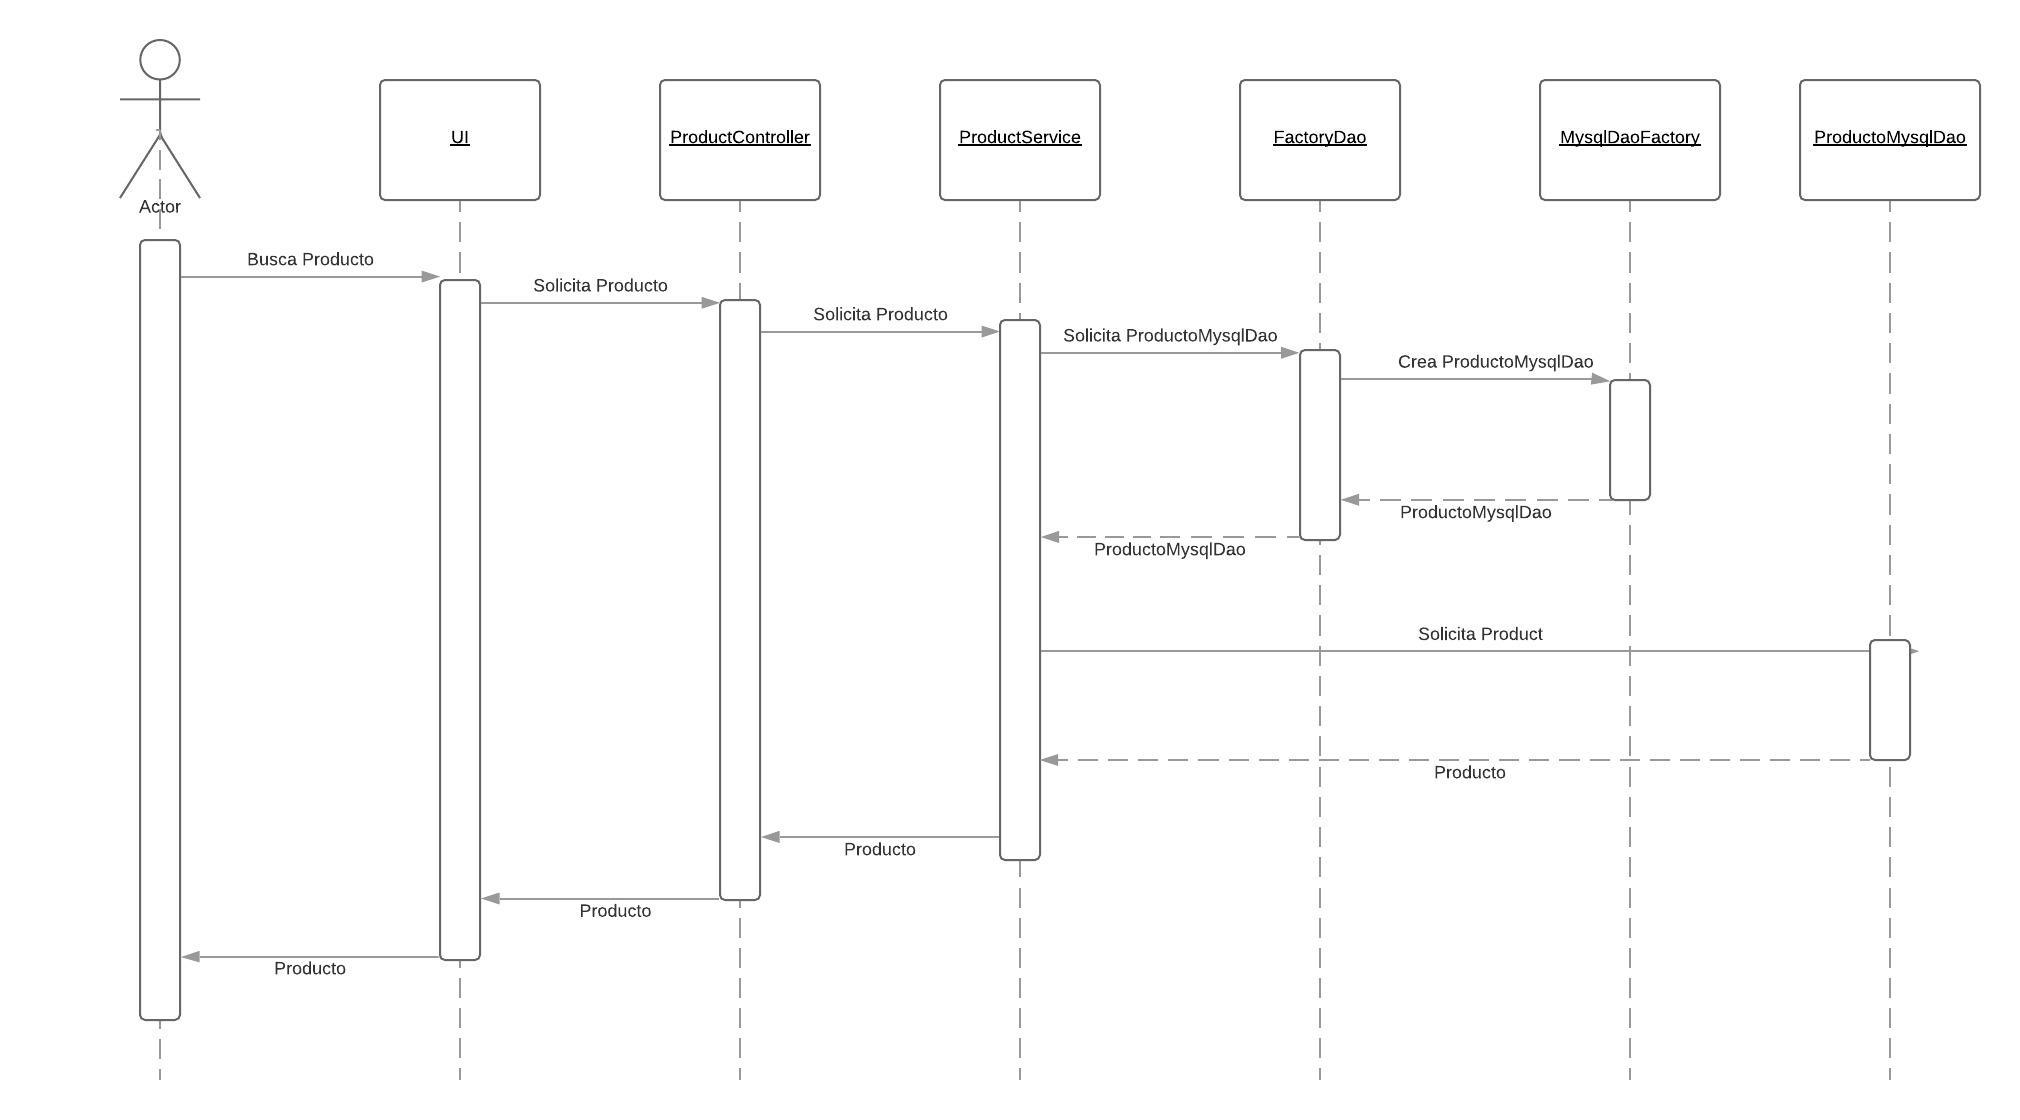 Actor
UI
ProductController
ProductService
FactoryDao
MysqlDaoFactory
ProductoMysqlDao
Busca Producto
Solicita Producto
Solicita Producto
Solicita ProductoMysqlDao
Crea ProductoMysqlDao
ProductoMysqlDao
ProductoMysqlDao
Solicita Product
Producto
Producto
Producto
Producto